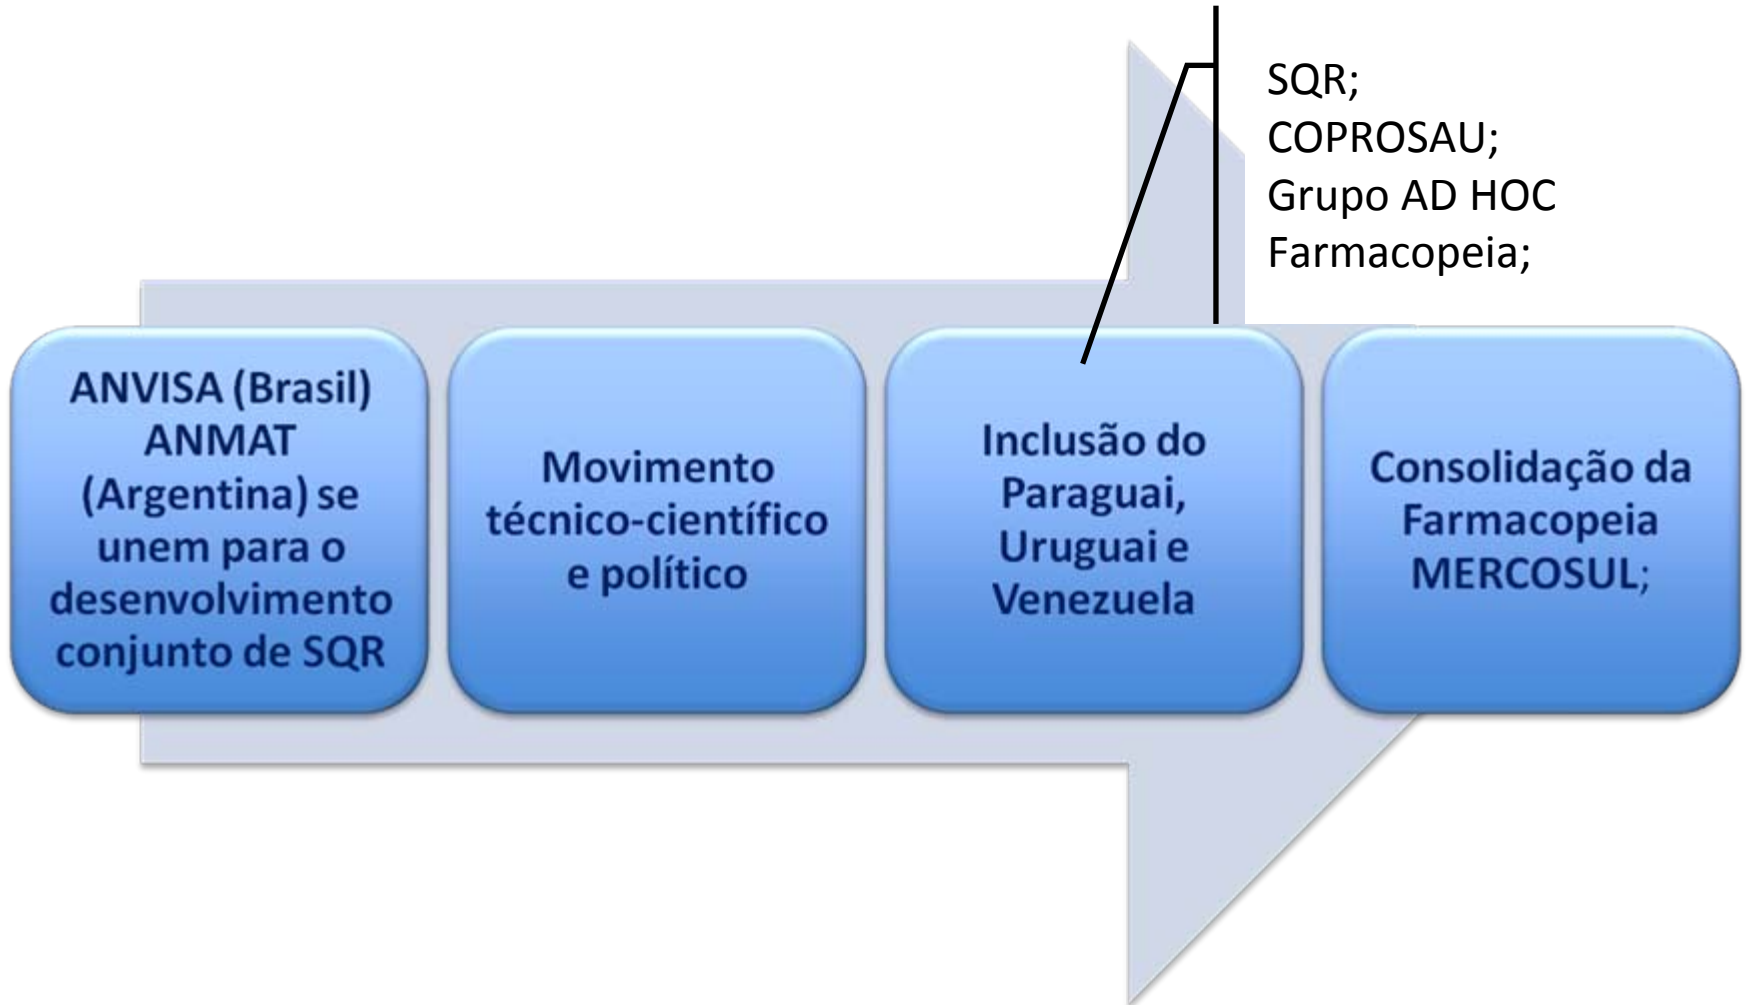 SQR;
COPROSAU;
Grupo AD HOC
Farmacopeia;
ANVISA (Brasil)
ANMAT
(Argentina) se
unem para o
desenvolvimento
conjunto de SQR
Movimento
técnico-científico
e político
Inclusão do
Paraguai,
Uruguai e
Venezuela
Consolidação da
Farmacopeia
MERCOSUL;